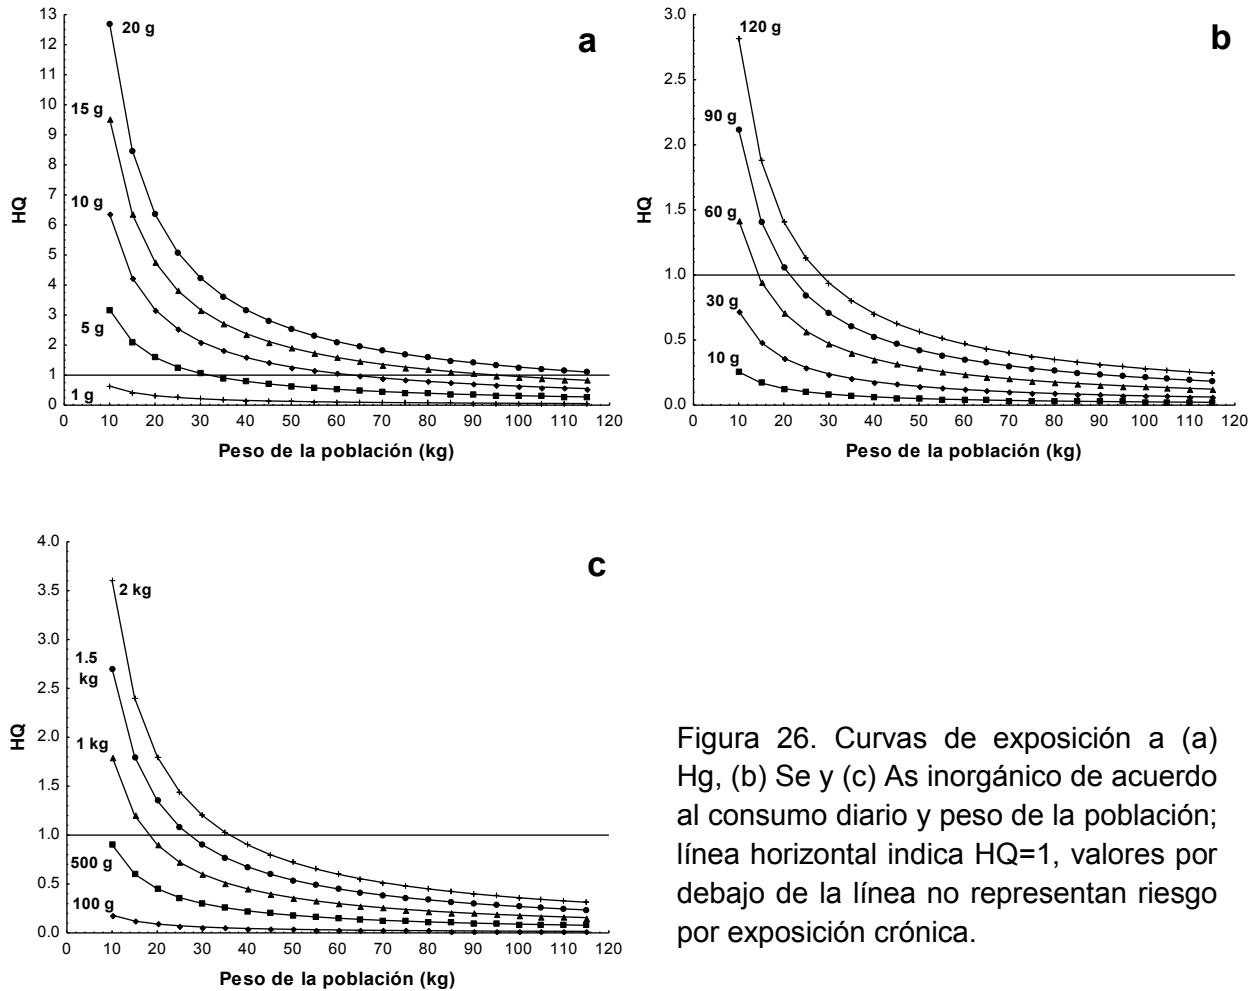 a
20 g
15 g
10 g
5 g
1 g
HQ
13
12
11
10
9
8
7
6
5
4
3
2
1
0
0 10 20 30 40 50 60 70 80 90 100 110 120
Peso de la población (kg)
b
120 g
90 g
60 g
30 g
10 g
HQ
3.0
2.5
2.0
1.5
1.0
0.5
0.0
0 10 20 30 40 50 60 70 80 90 100 110 120
Peso de la población (kg)
c
2 kg
1.5
kg
1 kg
500 g
100 g
HQ
4.0
3.5
3.0
2.5
2.0
1.5
1.0
0.5
0.0
0 10 20 30 40 50 60 70 80 90 100 110 120
Peso de la población (kg)
Figura 26. Curvas de exposición a (a)
Hg, (b) Se y (c) As inorgánico de acuerdo
al consumo diario y peso de la población;
línea horizontal indica HQ=1, valores por
debajo de la línea no representan riesgo
por exposición crónica.